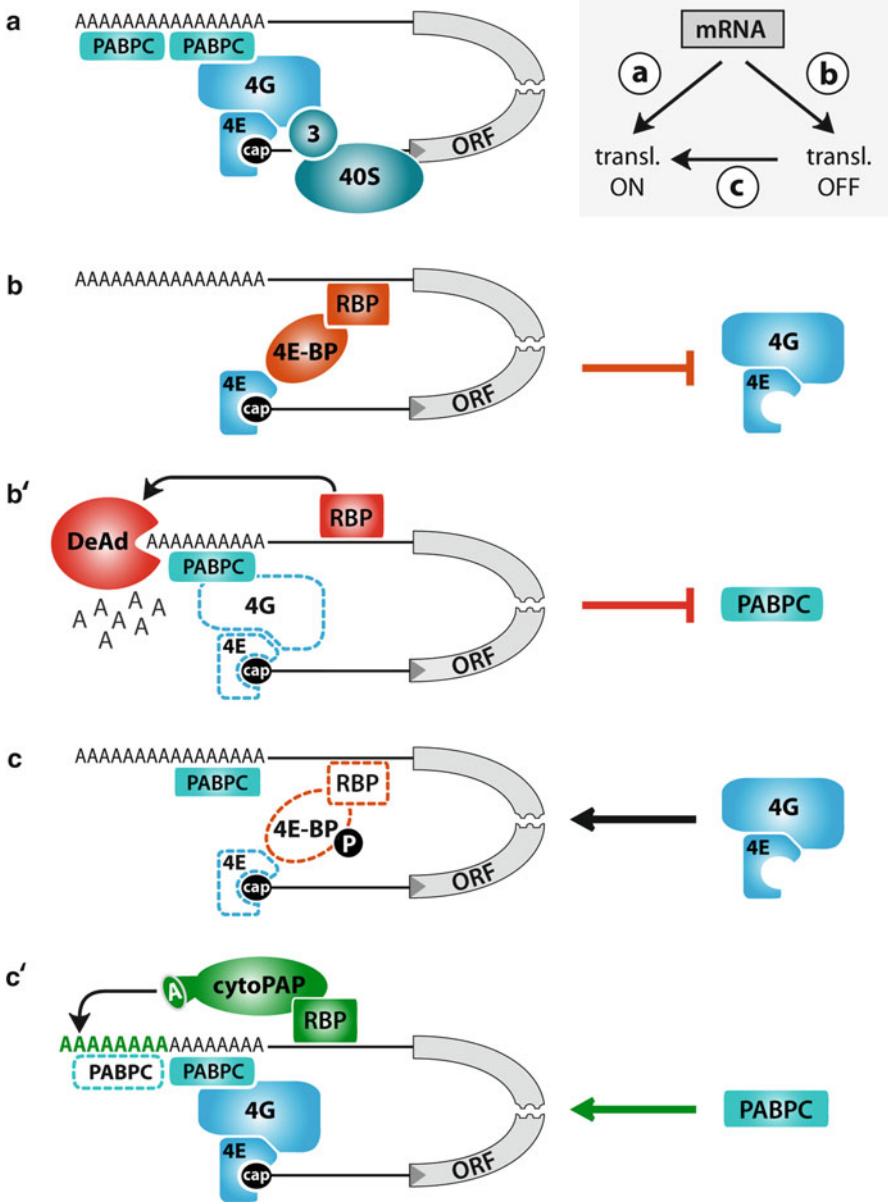 a
AAAAAAAAAAAAAAAA
PABPC PABPC
4G
4E
cap
3
40S
ORF
mRNA
a b
transl. transl.
ON OFF
c
b
AAAAAAAAAAAAAAAA
RBP
4E-BP
4E
cap
ORF
4G
4E
b'
DeAd
AAAAAAAAAA
RBP
PABPC
A A A A A A A
4G
4E
cap
ORF
PABPC
c
AAAAAAAAAAAAAAAA
PABPC
RBP
4E-BP
P
4E
cap
ORF
4G
4E
c'
A cytoPAP
RBP
AAAAAAAAAAAAAAAA
PABPC PABPC
4G
4E
cap
ORF
PABPC